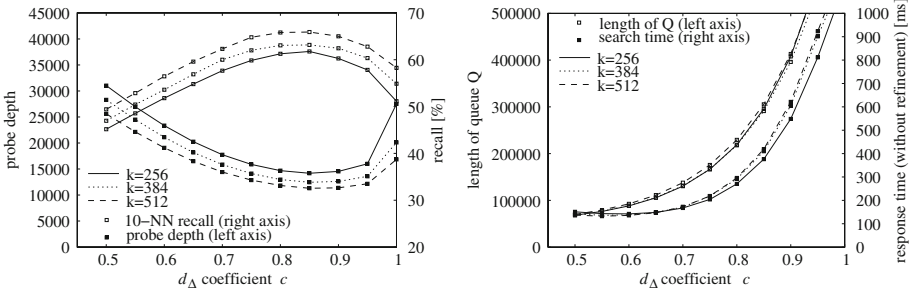 45000
40000
35000
30000
25000
20000
15000
10000
5000
0
probe depth
70
60
50
40
30
20
recall [%]
k=256
k=384
k=512
10−NN recall (right axis)
probe depth (left axis)
0.5 0.6 0.7 0.8 0.9 1
dΔ coefficient c
500000
400000
300000
200000
100000
0
length of queue Q
length of Q (left axis)
search time (right axis)
k=256
k=384
k=512
1000
900
800
700
600
500
400
300
200
100
0
response time (without refinement) [ms]
0.5 0.6 0.7 0.8 0.9 1
dΔ coefficient c